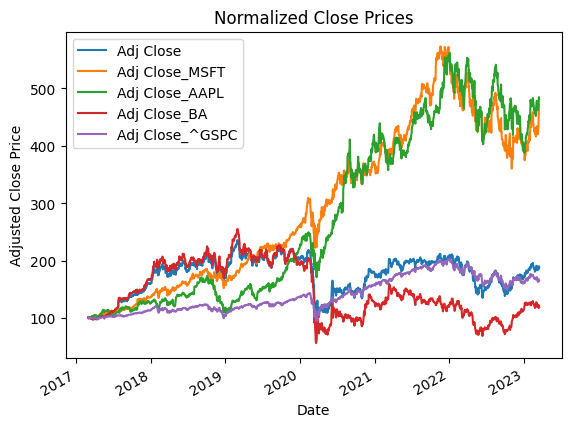 Normalized Close Prices
Adj Close
Adj Close_MSFT
Adj Close_AAPL
Adj Close_BA
Adj Close_^GSPC
Adjusted Close Price
500
400
300
200
100
2017
2018
2019
2020
2021
2022
2023
Date